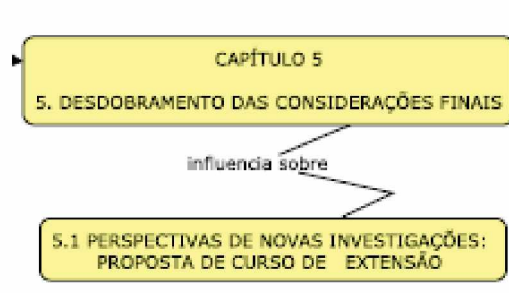 CAPÍTULO 5
5. DESDOBRAMENTO DAS CONSIDERAÇÕES FINAIS
influencia sobre
5.1 PERSPECTIVAS DE NOVAS INVESTIGAÇÕES:
PROPOSTA DE CURSO DE EXTENSÃO